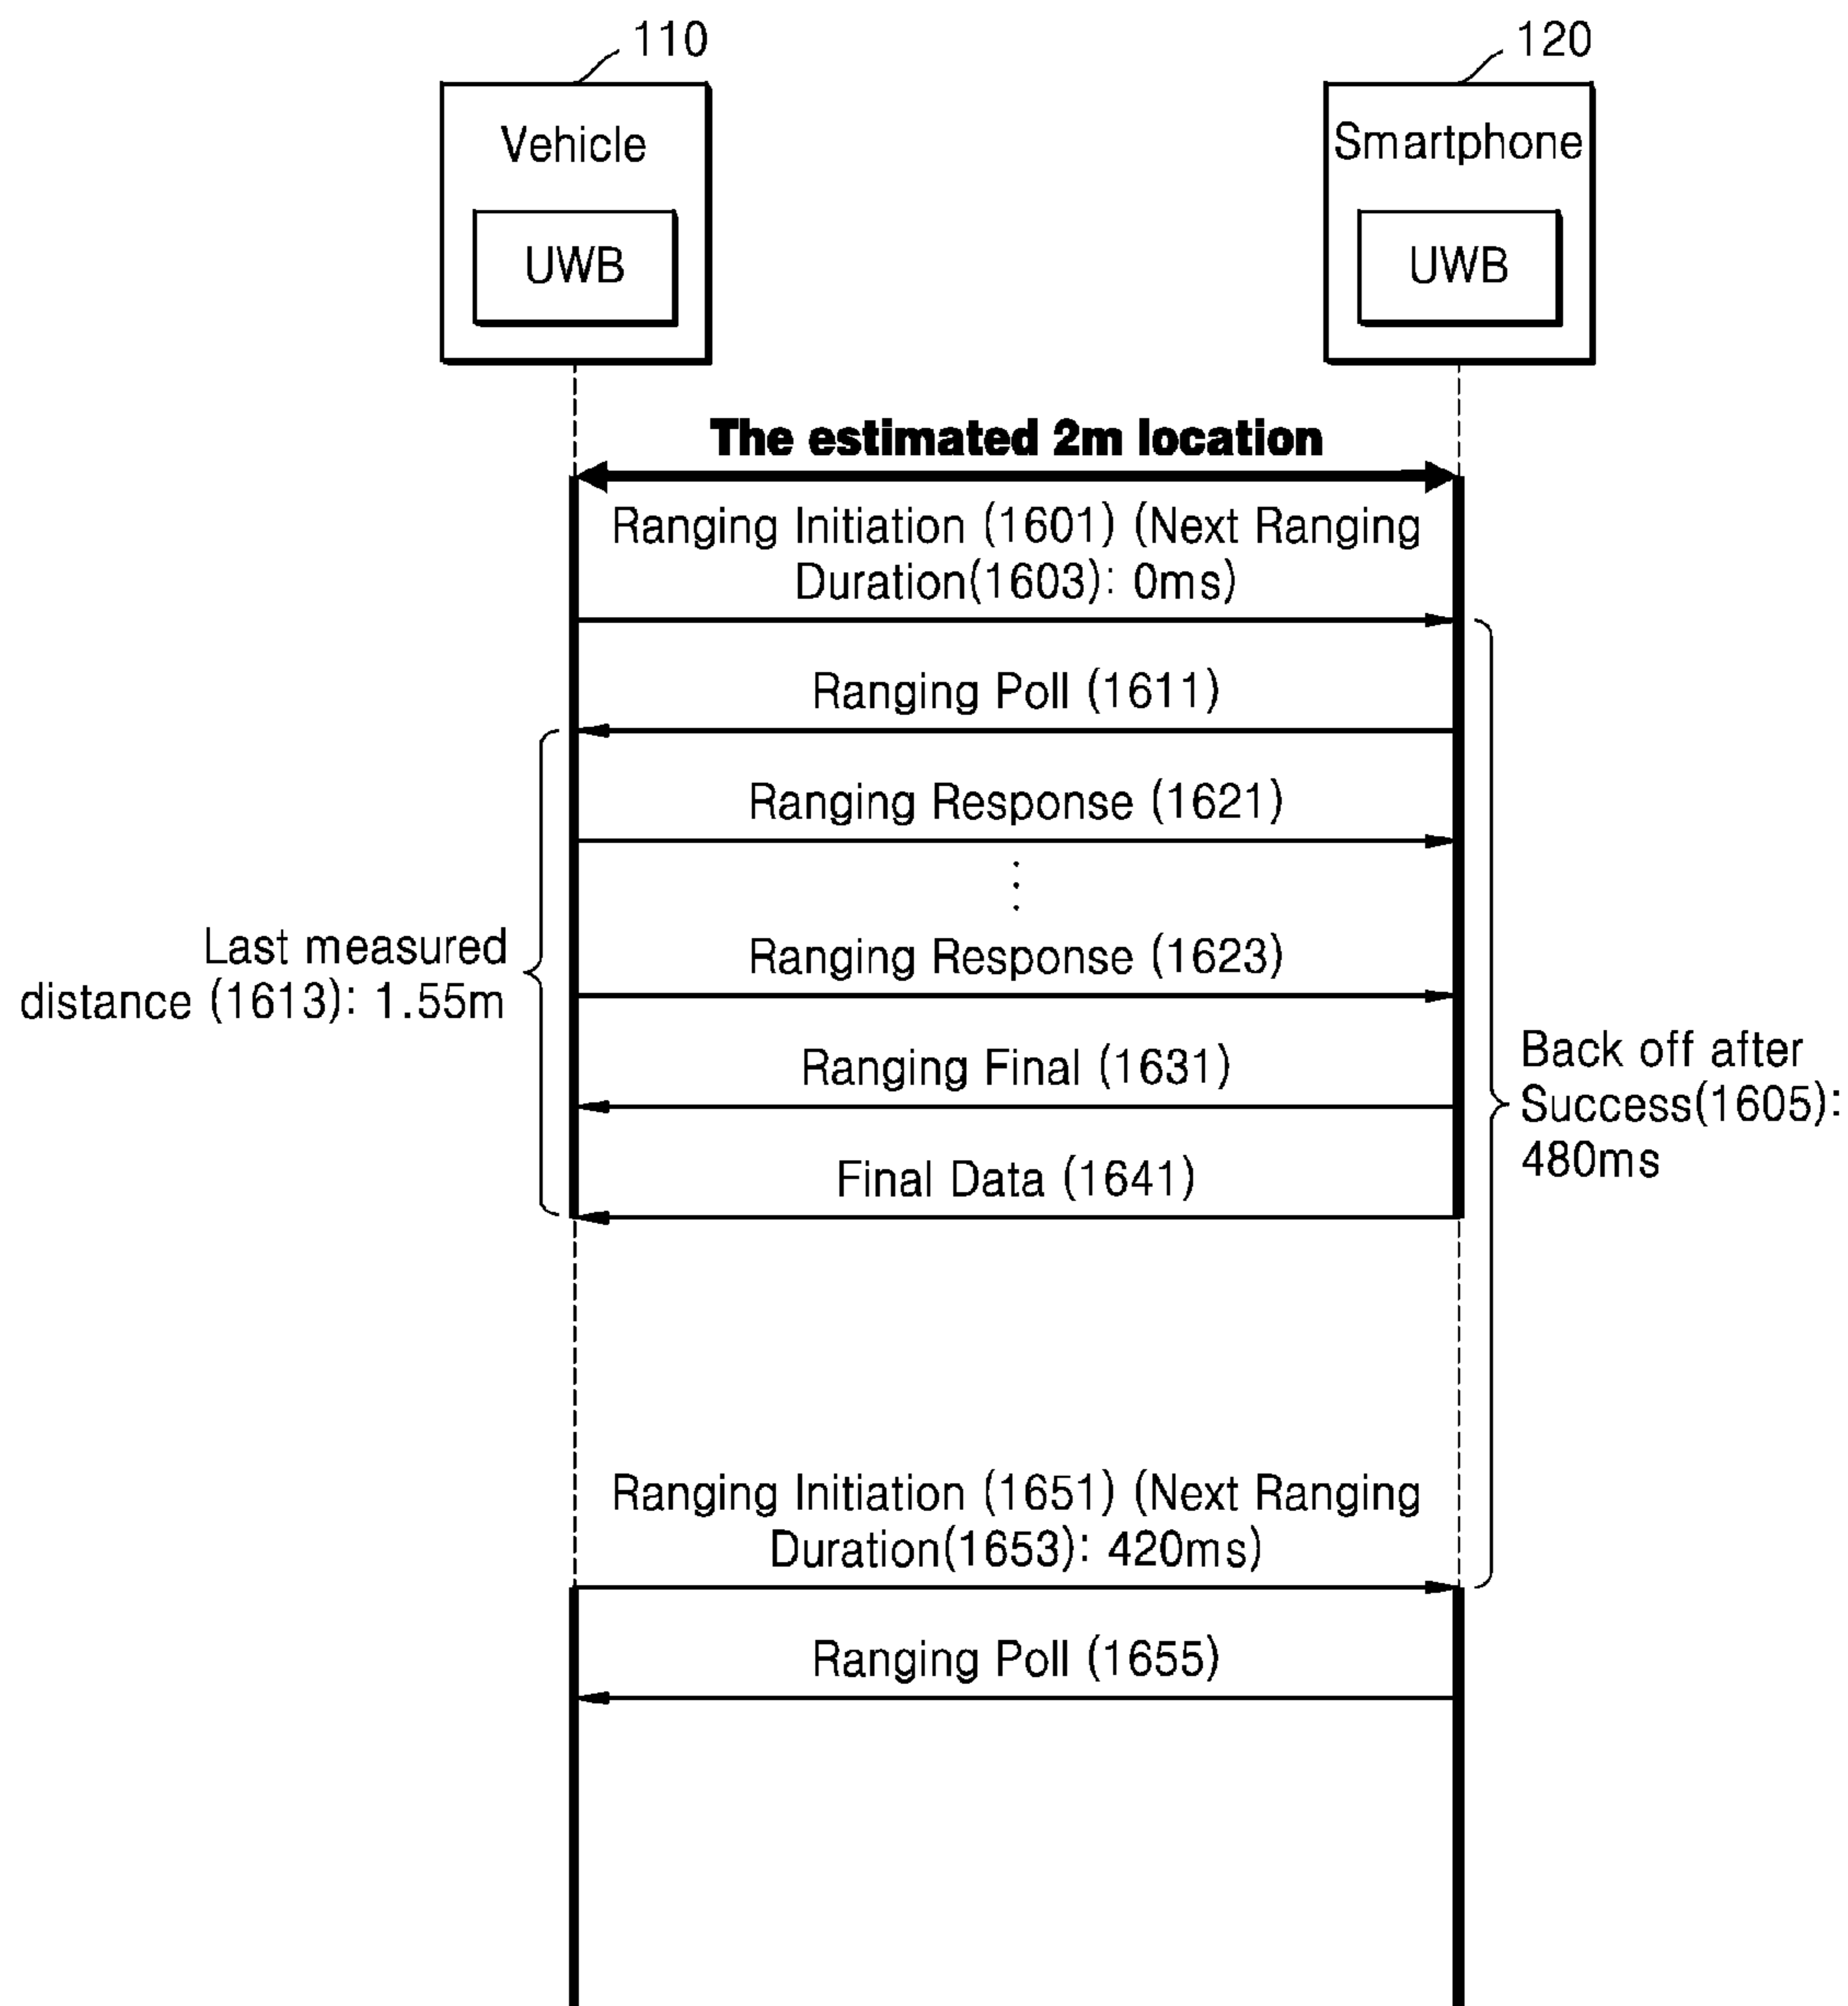 110
120
Vehicle
Smartphone
UWB
UWB
The estimated 2m location
Ranging Initiation (1601) (Next Ranging
Duration(1603): 0ms)
Ranging Poll (1611)
Ranging Response (1621)
Ranging Response (1623)
Last measured
distance (1613): 1.55m
Ranging Final (1631)
Back off after
Success(1605):
480ms
Final Data (1641)
Ranging Initiation (1651) (Next Ranging
Duration(1653): 420ms)
Ranging Poll (1655)